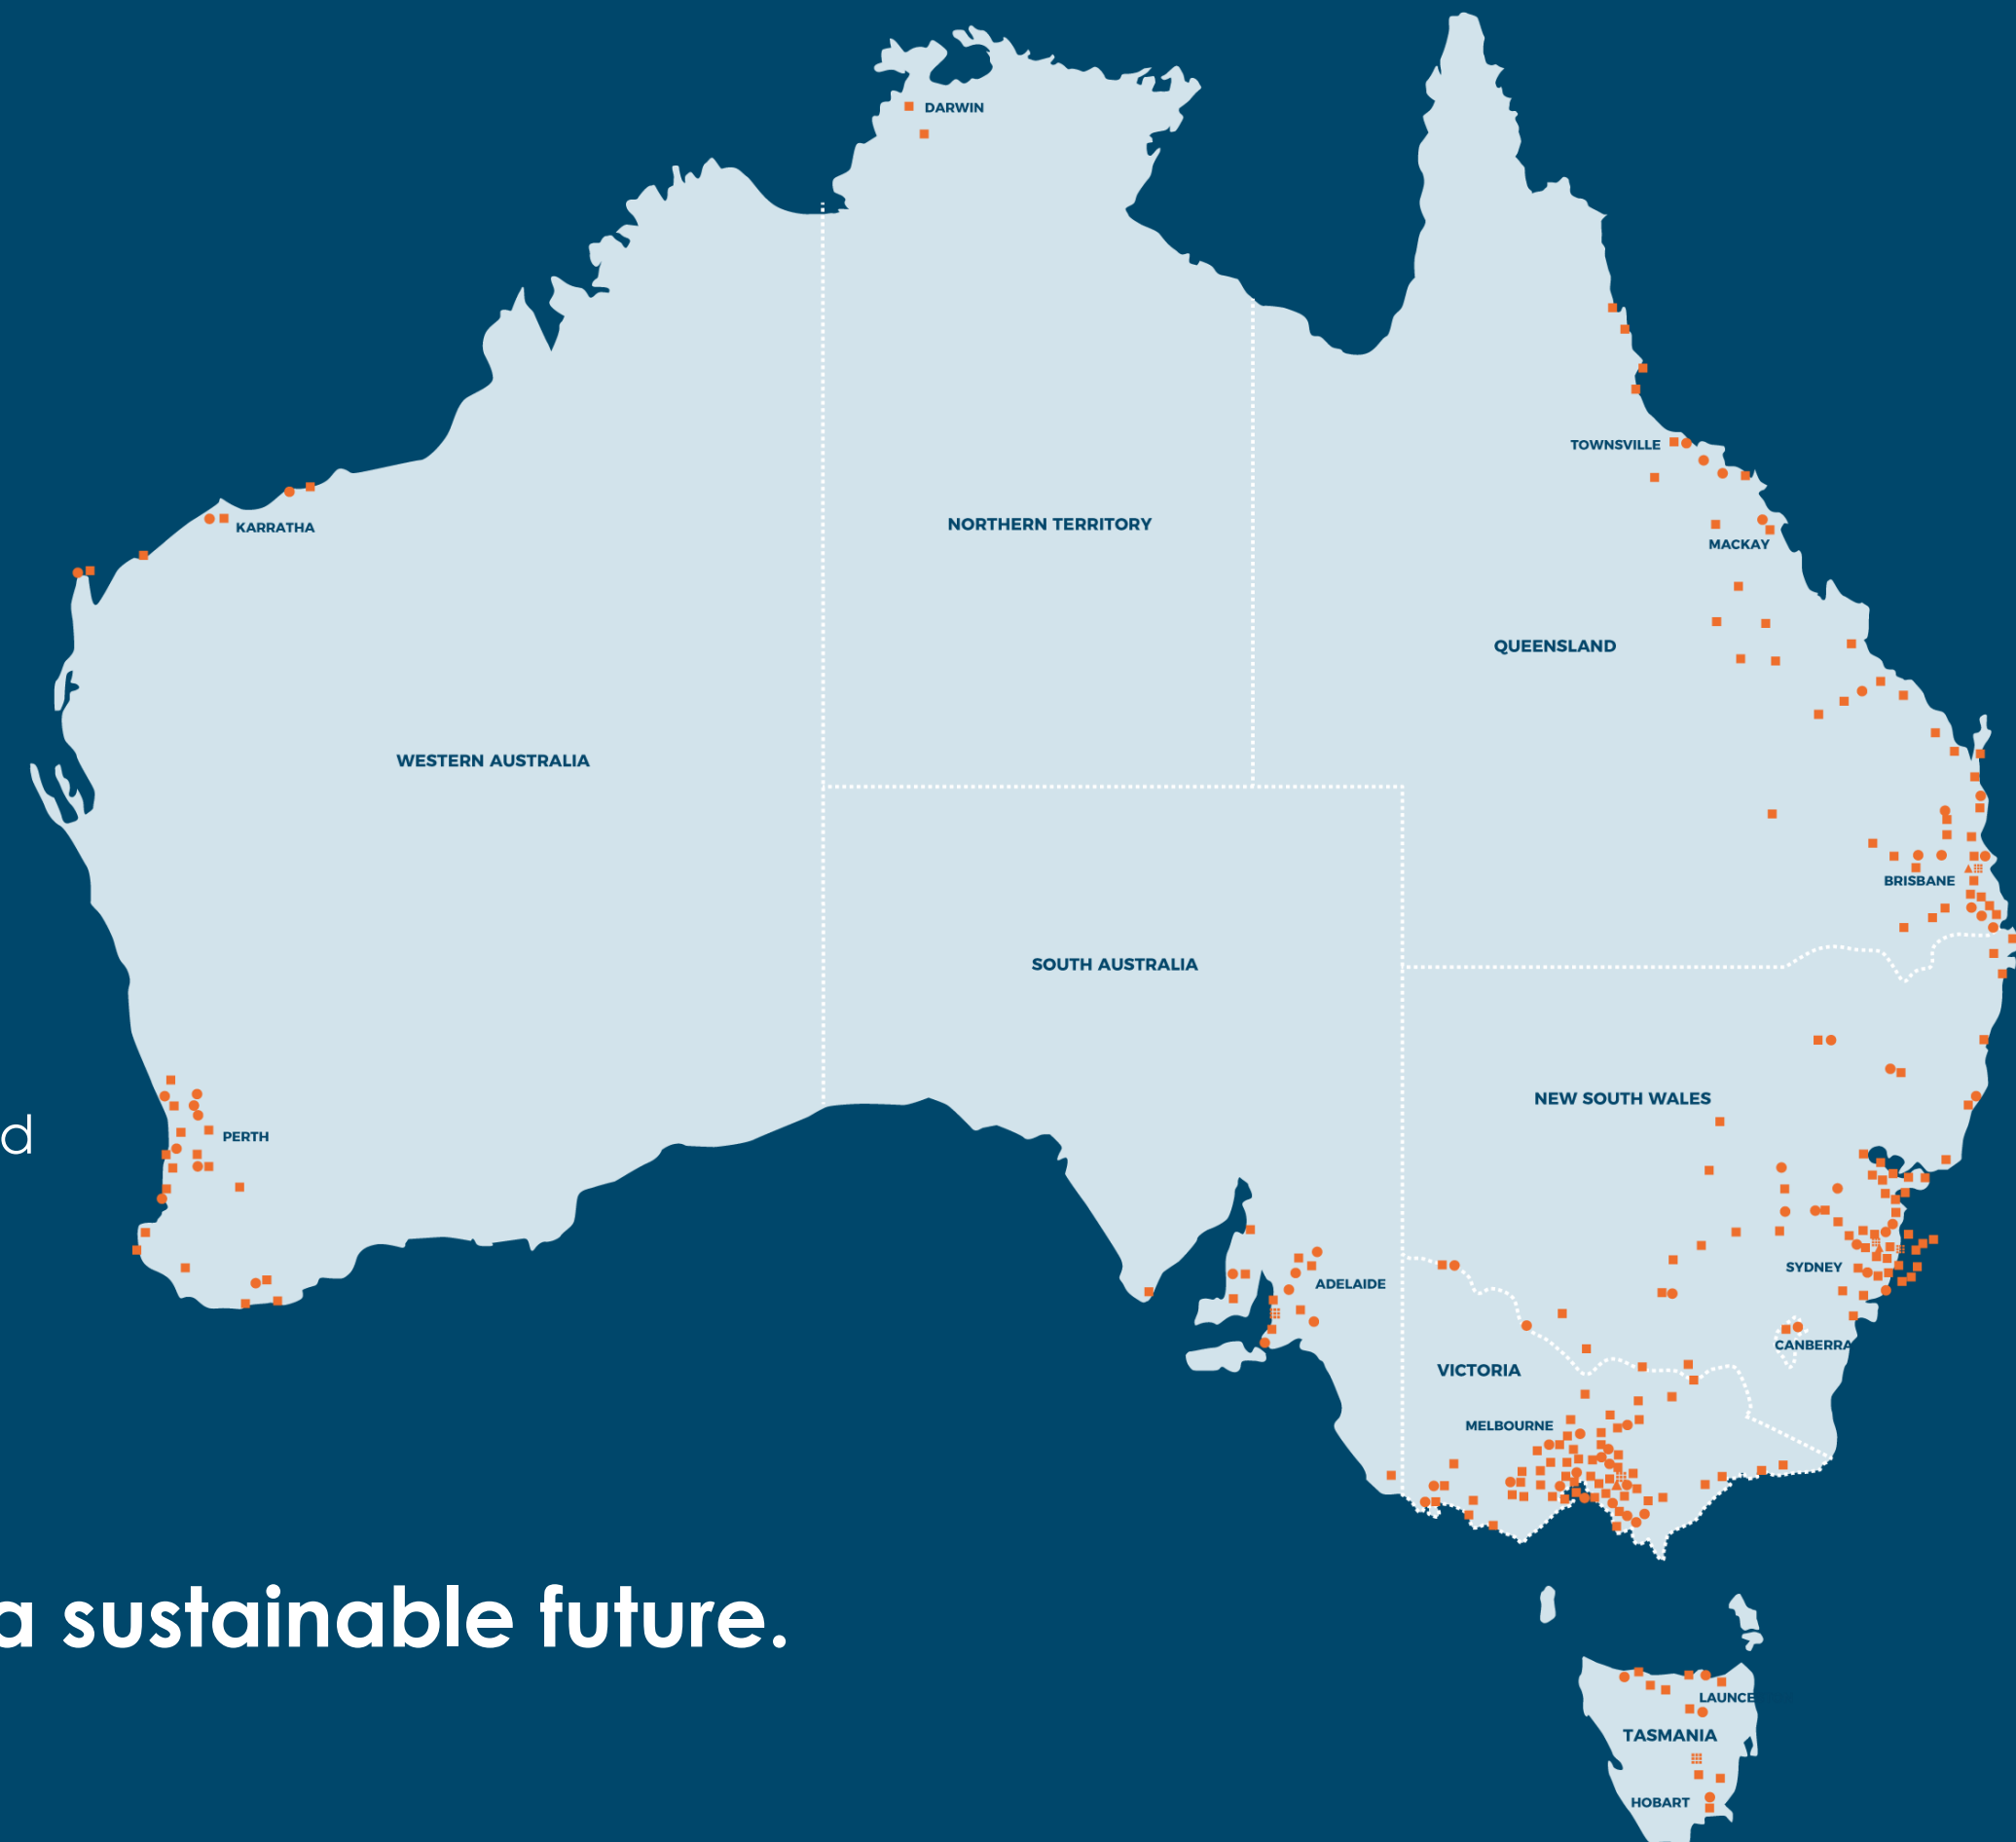 DARWIN
TOWNSVILLE
KARRATHA
NORTHERN TERRITORY
MACKAY
QUEENSLAND
WESTERN AUSTRALIA
BRISBANE
SOUTH AUSTRALIA
NEW SOUTH WALES
d
PERTH
SYDNEY
ADELAIDE
CANBERRA
VICTORIA
MELBOURNE
a sustainable future.
LAUNCE
TASMANIA
HOBART